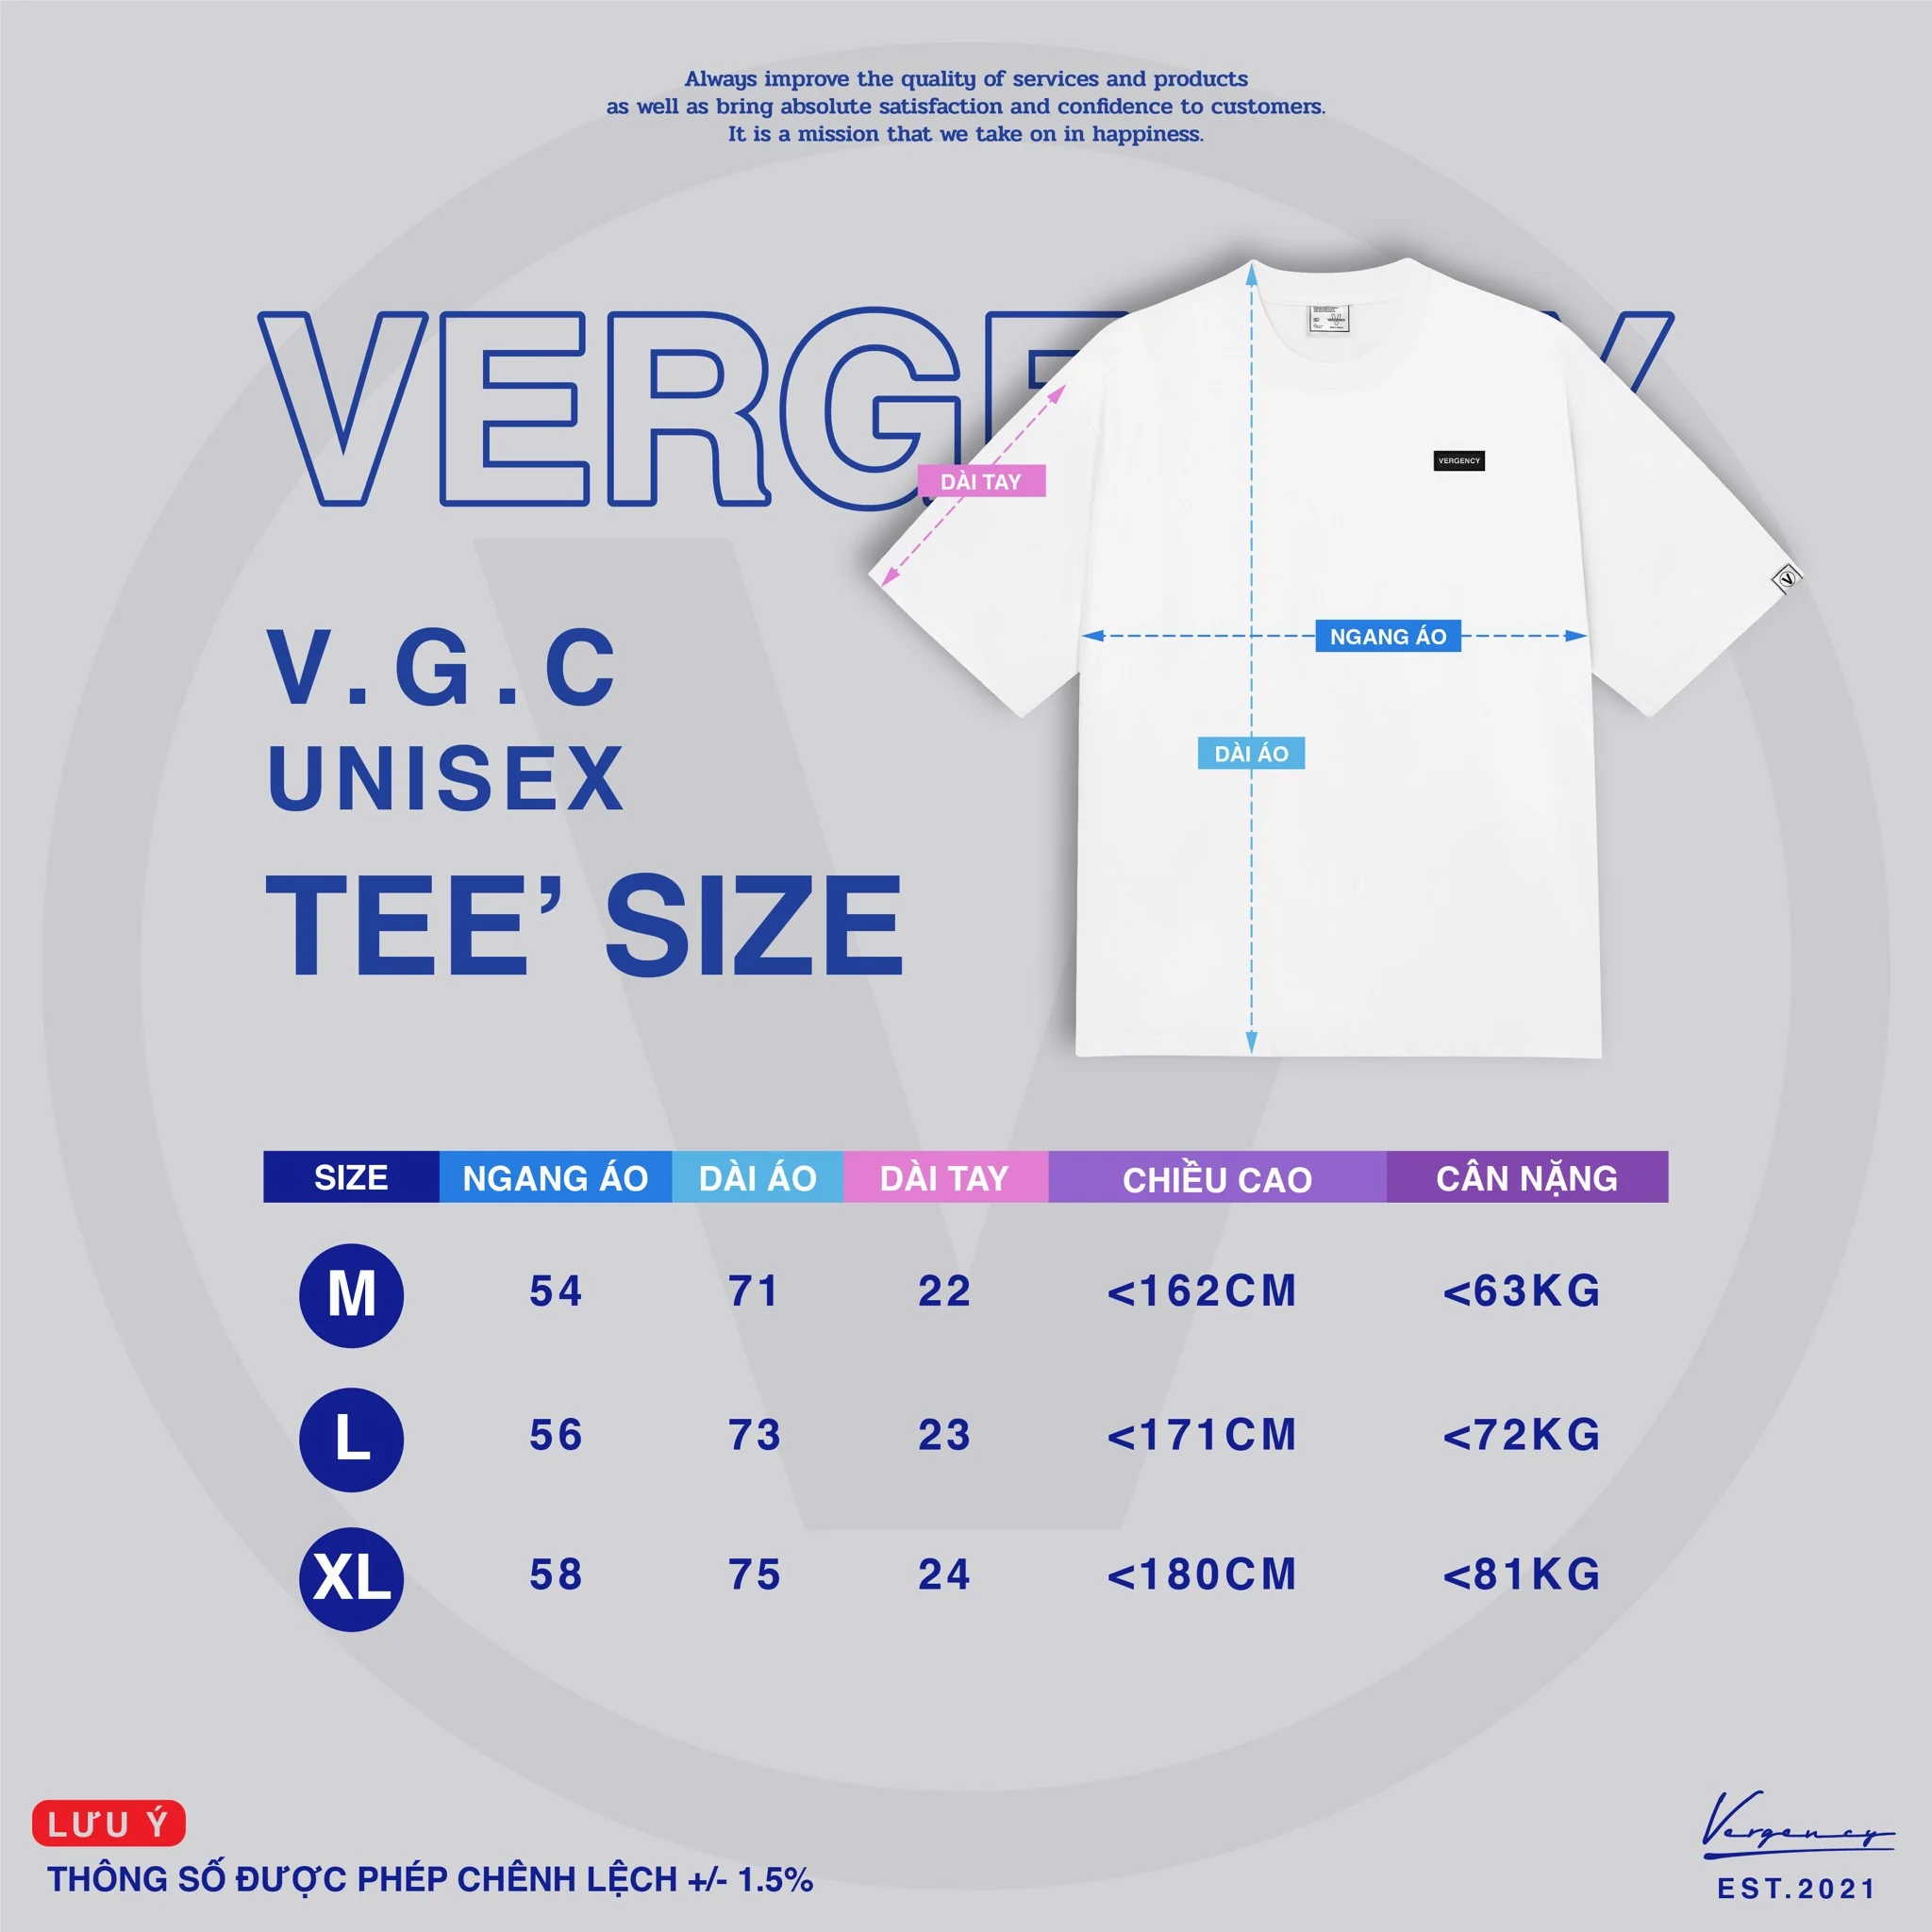 Always improve the quality of services and products
as well as bring absolute satisfaction and confidence to customers.
It is a mission that we take on in happiness.
VERGE Y
VERGENCY
DÀI TAY
VERGENCY
V
NGANG ÁO
DÀI ÁO
V.G.C
UNISEX
TEE’ SIZE
SIZE NGANG ÁO DÀI ÁO DÀI TAY CHIỀU CAO CÂN NẶNG
M 54 71 22 <162CM <63KG
L 56 73 23 <171CM <72KG
XL 58 75 24 <180CM <81KG
LƯU Ý
THÔNG SỐ ĐƯỢC PHÉP CHÊNH LỆCH +/- 1.5%
Vergency
EST.2021